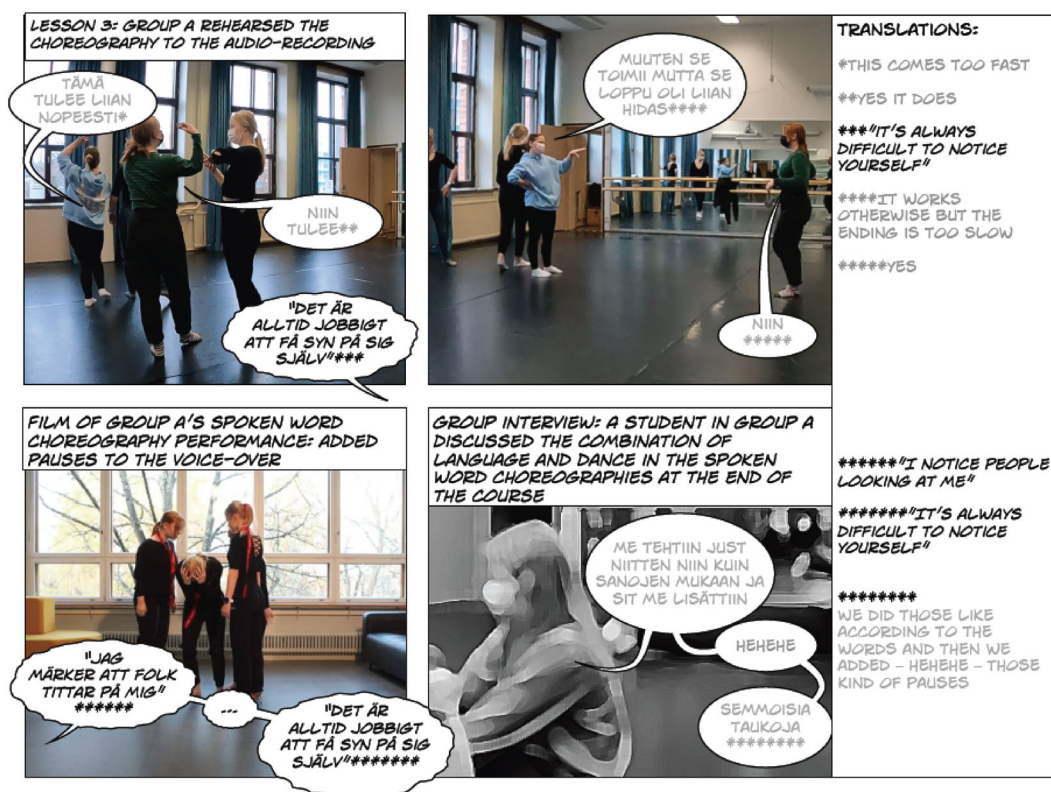 LESSON 3: GROUP A REHEARSED THE
CHOREOGRAPHY TO THE AUDIO-RECORDING
TÄMÄ
TULEE LIIAN
NOPEESTI*
NIIN
TULEE**
"DET ÄR
ALLTID JOBBIGT
ATT FÅ SYN PÅ SIG
SJÄLV"***
MUUTEN SE
TOIMII MUTTA SE
LOPPU OLI LIIAN
HIDAS****
NIIN
*****
FILM OF GROUP A'S SPOKEN WORD
CHOREOGRAPHY PERFORMANCE: ADDED
PAUSES TO THE VOICE-OVER
"JAG
MÄRKER ATT FOLK
TITTAR PÅ MIG"
******
...
"DET ÄR
ALLTID JOBBIGT
ATT FÅ SYN PÅ SIG
SJÄLV"*******
GROUP INTERVIEW: A STUDENT IN GROUP A
DISCUSSED THE COMBINATION OF
LANGUAGE AND DANCE IN THE SPOKEN
WORD CHOREOGRAPHIES AT THE END OF
THE COURSE
ME TEHTIIN JUST
NIITTEN NIIN KUIN
SANOJEN MUKAAN JA
SIT ME LISÄTTIIN
HEHEHE
SEMMOISIA
TAUKOJA
********
TRANSLATIONS:
*THIS COMES TOO FAST
**YES IT DOES
***"IT'S ALWAYS
DIFFICULT TO NOTICE
YOURSELF"
****IT WORKS
OTHERWISE BUT THE
ENDING IS TOO SLOW
*****YES
******"I NOTICE PEOPLE
LOOKING AT ME"
*******"IT'S ALWAYS
DIFFICULT TO NOTICE
YOURSELF"
********
WE DID THOSE LIKE
ACCORDING TO THE
WORDS AND THEN WE
ADDED – HEHEHE – THOSE
KIND OF PAUSES